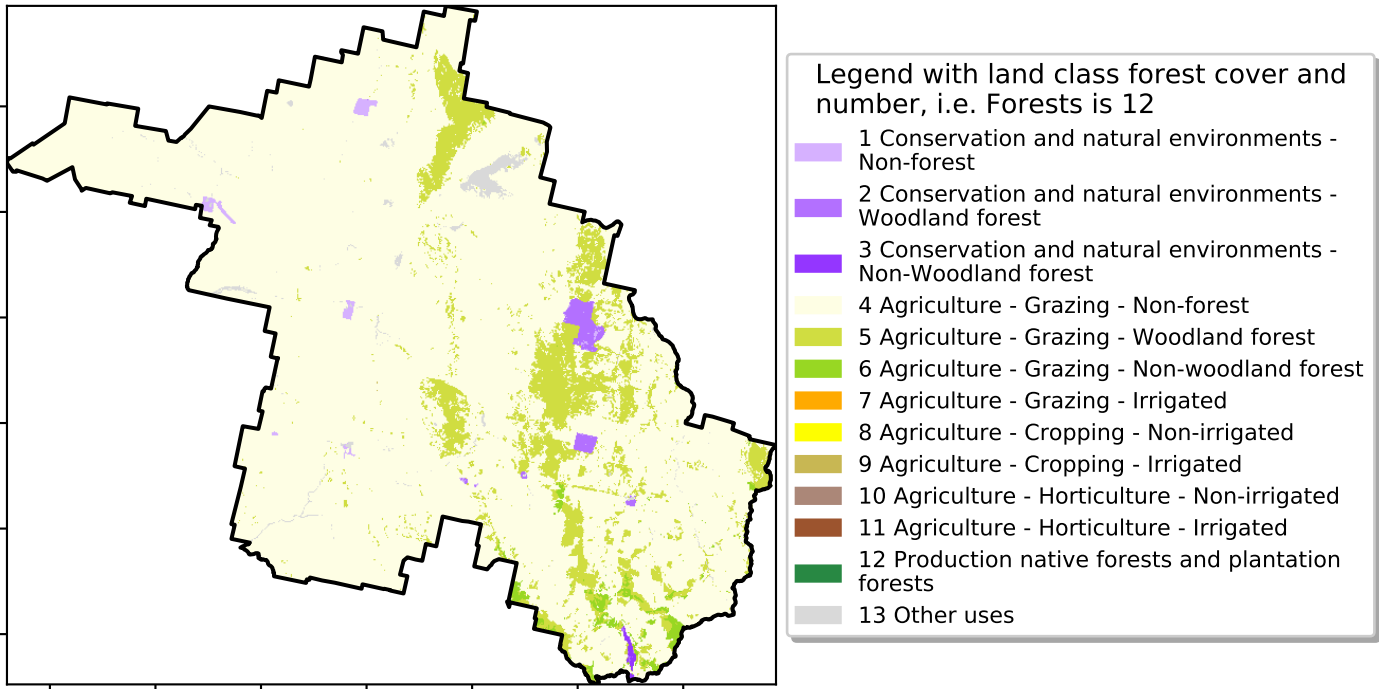 Legend with land class forest cover and
number, i.e. Forests is 12
1 Conservation and natural environments -
Non-forest
2 Conservation and natural environments -
Woodland forest
3 Conservation and natural environments -
Non-Woodland forest
4 Agriculture - Grazing - Non-forest
5 Agriculture - Grazing - Woodland forest
6 Agriculture - Grazing - Non-woodland forest
7 Agriculture - Grazing - Irrigated
8 Agriculture - Cropping - Non-irrigated
9 Agriculture - Cropping - Irrigated
10 Agriculture - Horticulture - Non-irrigated
11 Agriculture - Horticulture - Irrigated
12 Production native forests and plantation
forests
13 Other uses